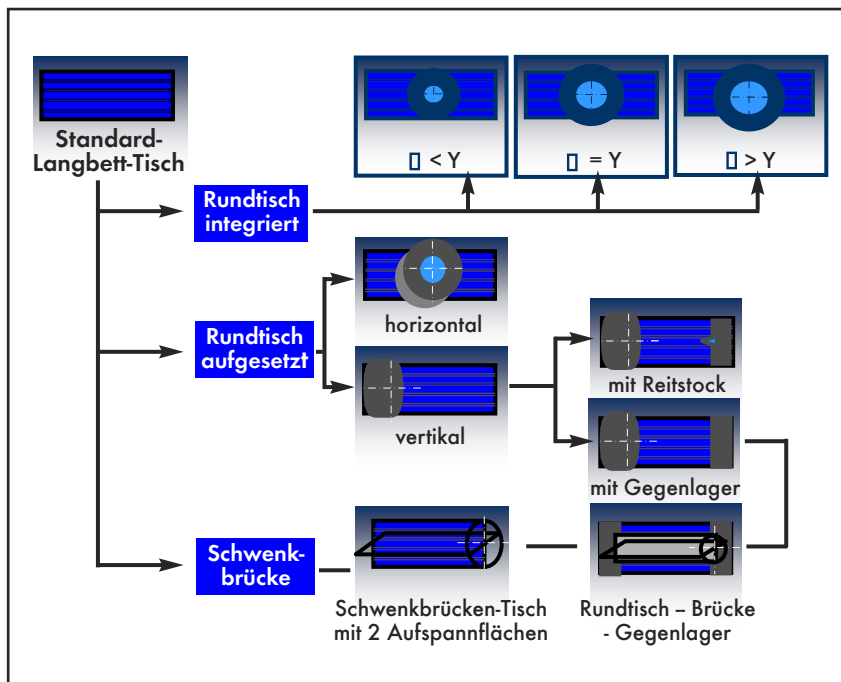 Standard-
Langbett-Tisch
▯ < Y
▯ = Y
▯ > Y
Rundtisch
integriert
Rundtisch
aufgesetzt
horizontal
vertikal
mit Reitstock
mit Gegenlager
Schwenk-
brücke
Schwenkbrücken-Tisch
mit 2 Aufspannflächen
Rundtisch – Brücke
- Gegenlager